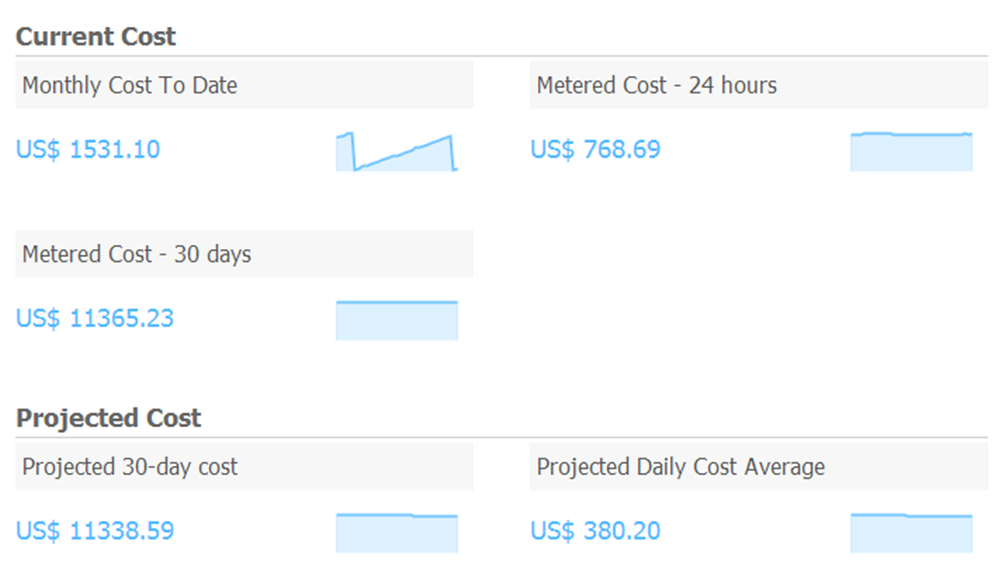 Current Cost
Monthly Cost To Date
Metered Cost - 24 hours
US$ 1531.10
US$ 768.69
Metered Cost - 30 days
US$ 11365.23
Projected Cost
Projected 30-day cost
Projected Daily Cost Average
US$ 11338.59
US$ 380.20